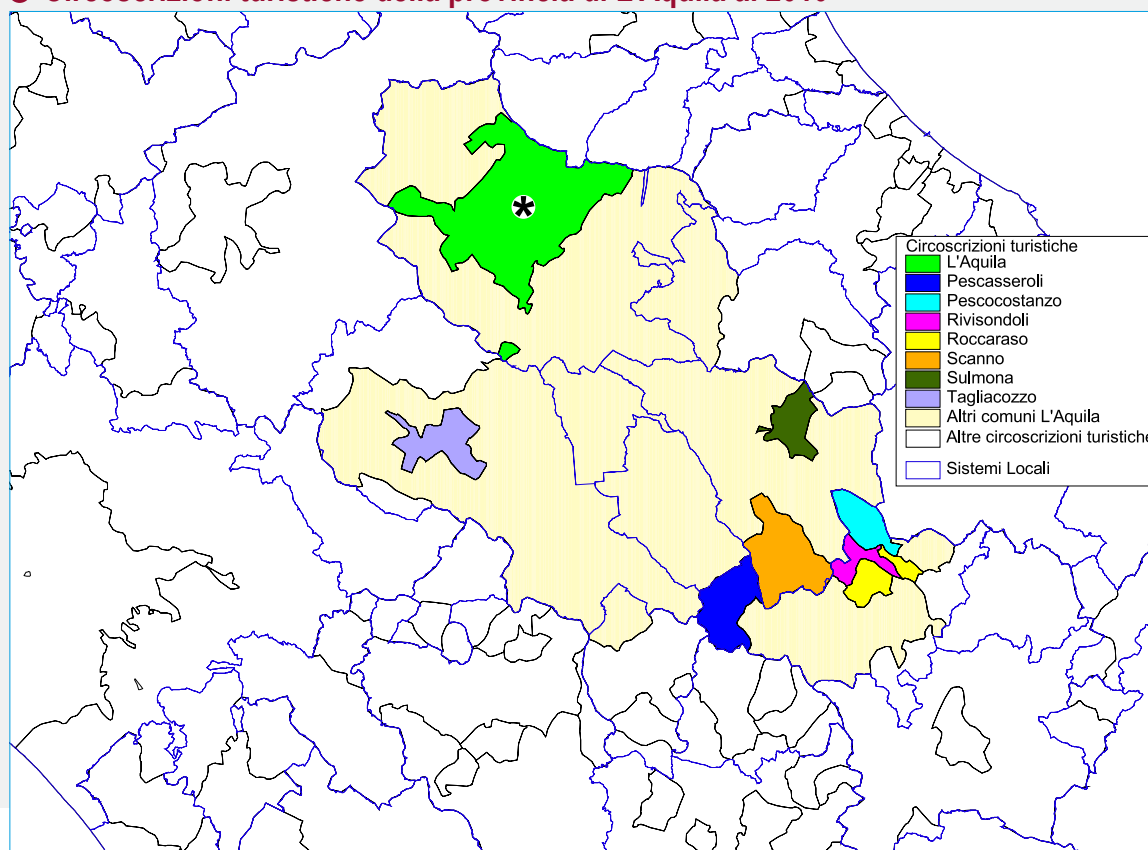 Circoscrizioni turistiche
L'Aquila
Pescasseroli
Pescocostanzo
Rivisondoli
Roccaraso
Scanno
Sulmona
Tagliacozzo
Altri comuni L'Aquila
Altre circoscrizioni turistiche
Sistemi Locali